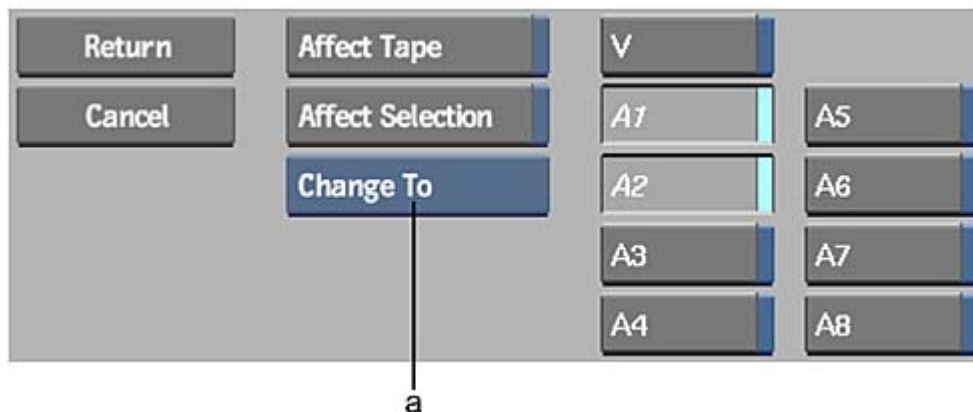 Return
Affect Tape
V
Cancel
Affect Selection
A1
A5
Change To
A2
A6
A3
A7
A4
A8
a